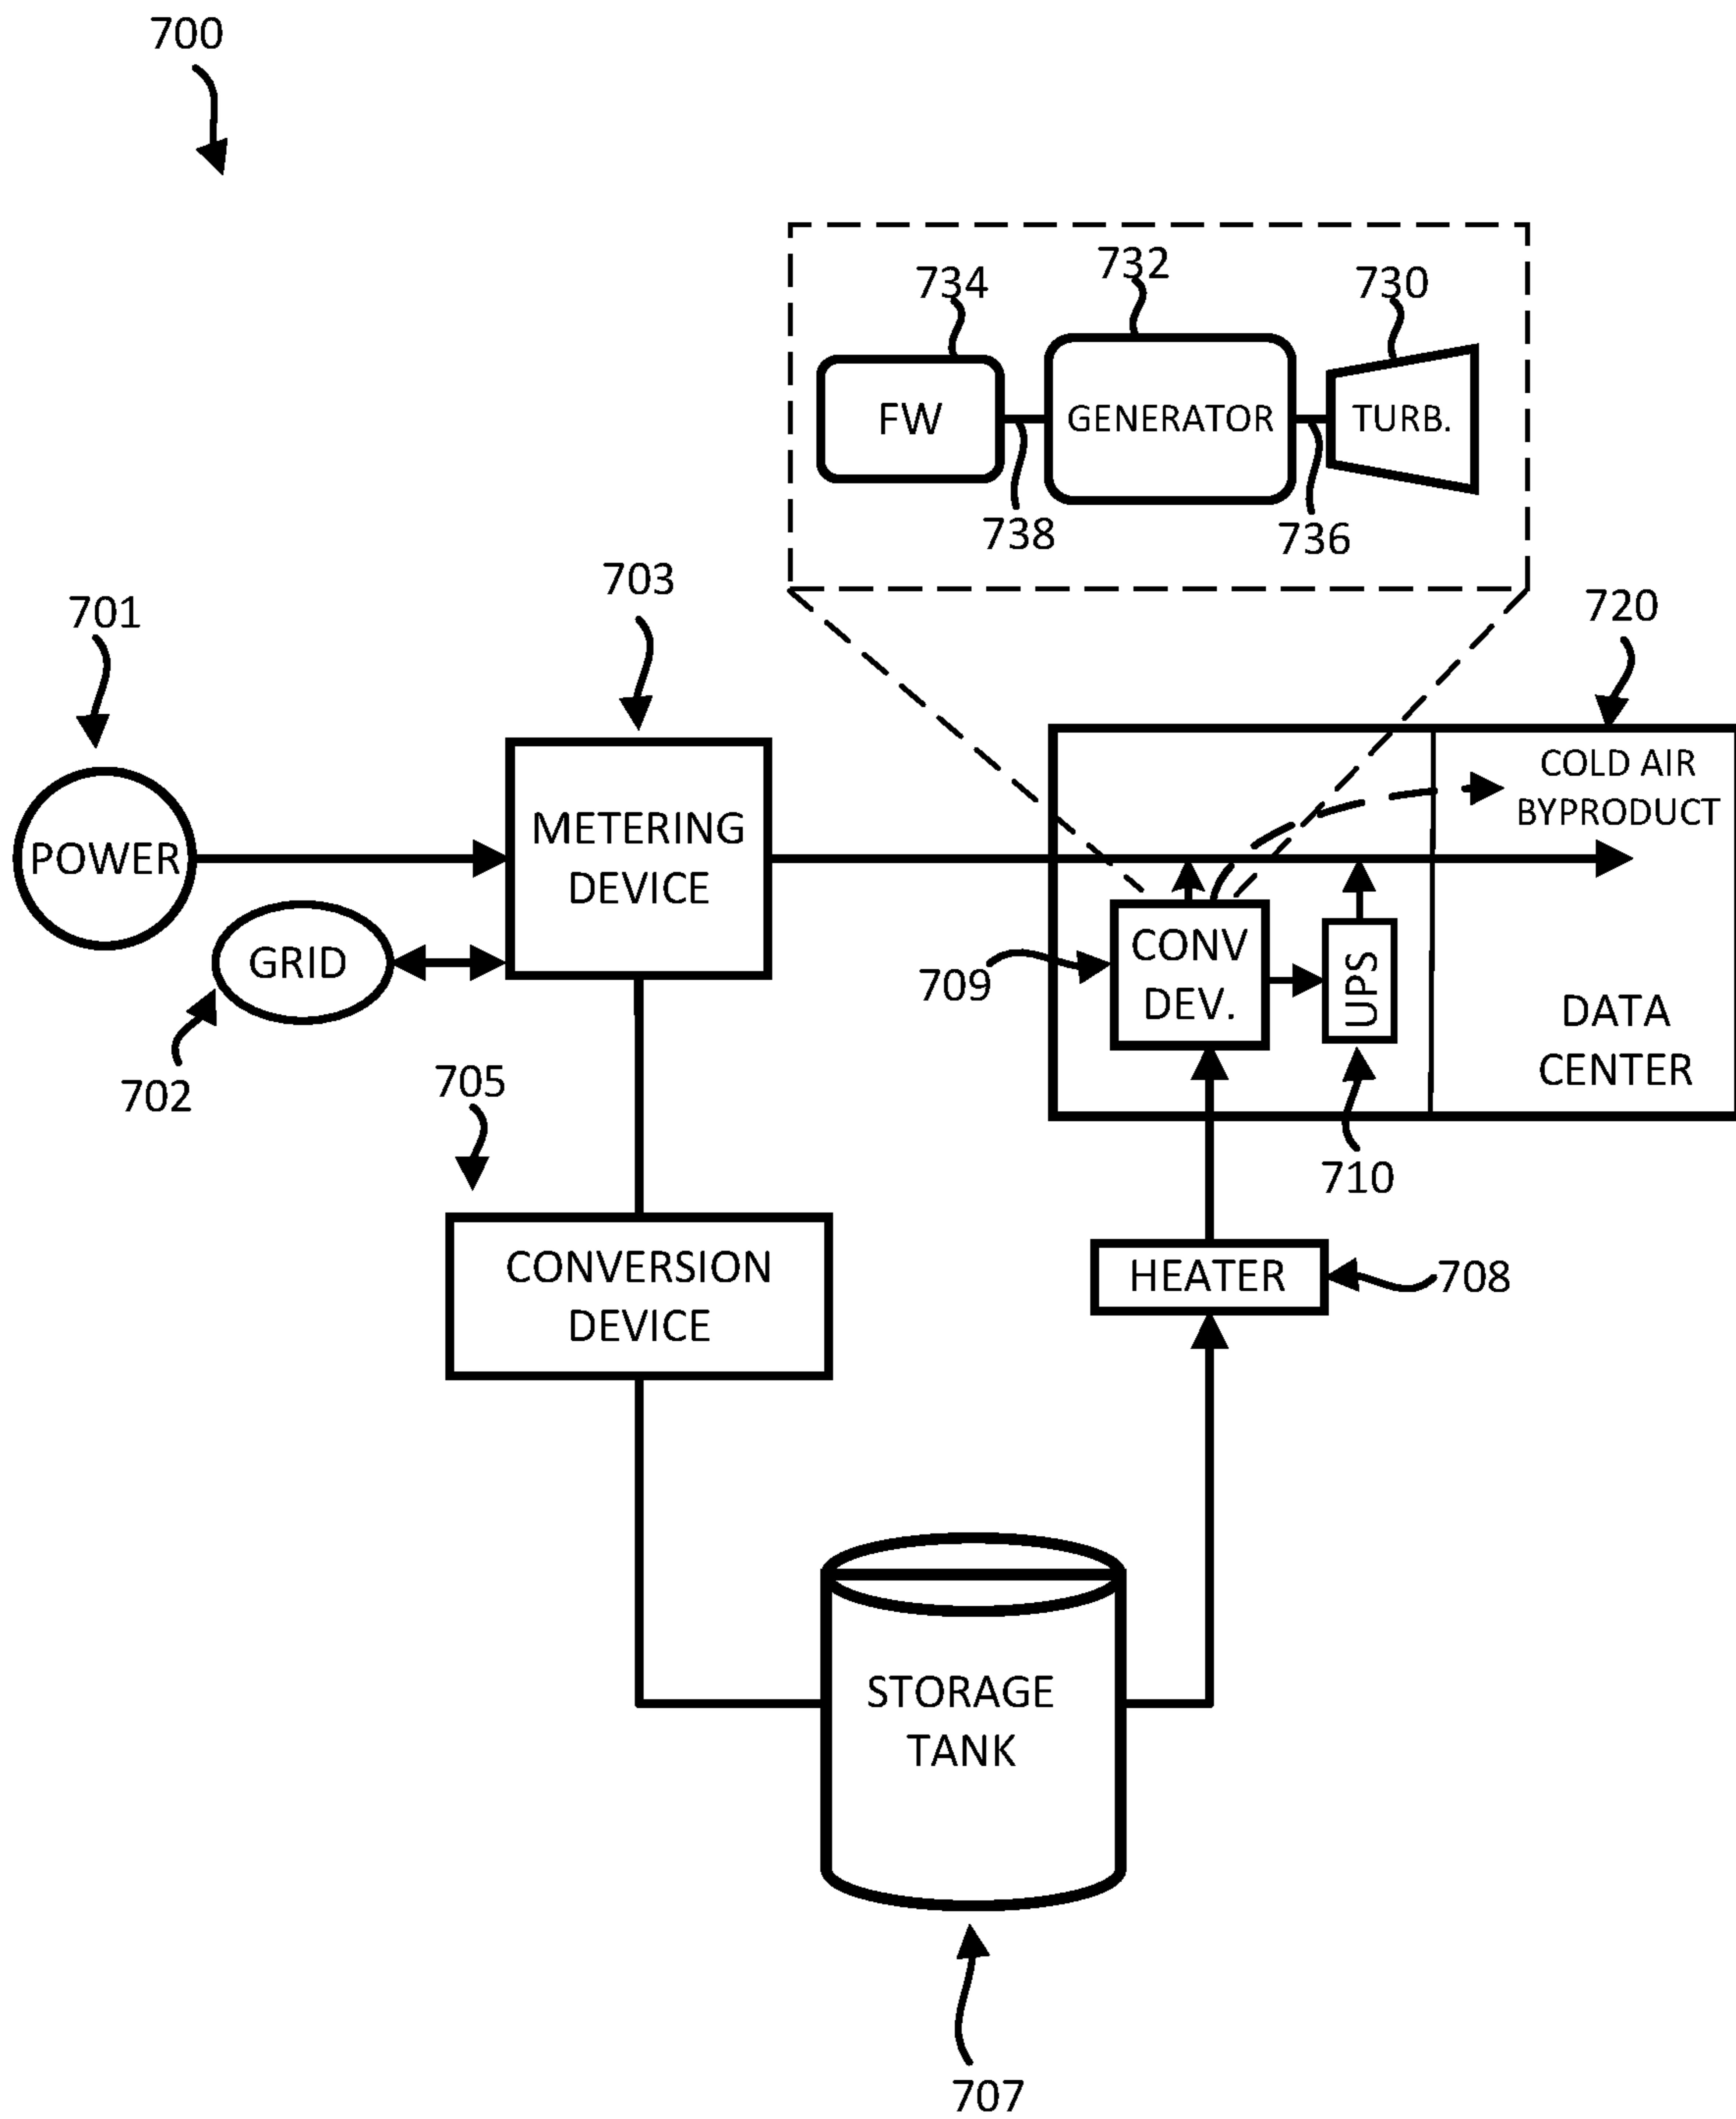 700
734
732
730
FW
GENERATOR
TURB.
738
736
703
701
720
COLD AIR
BYPRODUCT
POWER
METERING
DEVICE
GRID
709
CONV
DEV.
UPS
DATA
CENTER
702
705
710
CONVERSION
DEVICE
HEATER
708
STORAGE
TANK
707